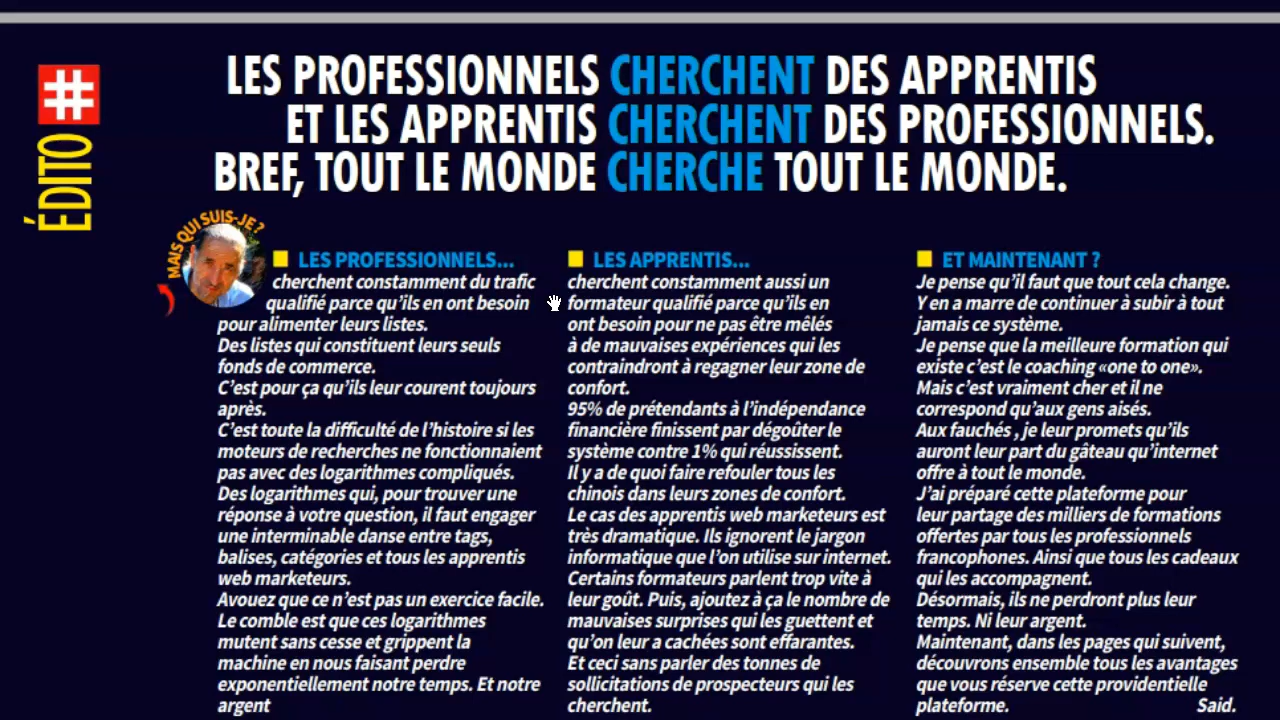 ÉDITO #
LES PROFESSIONNELS CHERCHENT DES APPRENTIS
ET LES APPRENTIS CHERCHENT DES PROFESSIONNELS.
BREF, TOUT LE MONDE CHERCHE TOUT LE MONDE.
MAIS QUI SUIS-JE ?
LES PROFESSIONNELS...
cherchent constamment du trafic
qualifié parce qu'ils en ont besoin
pour alimenter leurs listes.
Des listes qui constituent leurs seuls
fonds de commerce.
C'est pour ça qu'ils leur courent toujours
après.
C'est toute la difficulté de l'histoire si les
moteurs de recherches ne fonctionnaient
pas avec des logarithmes compliqués.
Des logarithmes qui, pour trouver une
réponse à votre question, il faut engager
une interminable danse entre tags,
balises, catégories et tous les apprentis
web marketeurs.
Avouez que ce n'est pas un exercice facile.
Le comble est que ces logarithmes
mutent sans cesse et grippent la
machine en nous faisant perdre
exponentiellement notre temps. Et notre
argent
LES APPRENTIS...
cherchent constamment aussi un
formateur qualifié parce qu'ils en
ont besoin pour ne pas être mêlés
à de mauvaises expériences qui les
contraindront à regagner leur zone de
confort.
95% de prétendants à l'indépendance
financière finissent par dégoûter le
système contre 1% qui réussissent.
Il y a de quoi faire refouler tous les
chinois dans leurs zones de confort.
Le cas des apprentis web marketeurs est
très dramatique. Ils ignorent le jargon
informatique que l'on utilise sur internet.
Certains formateurs parlent trop vite à
leur goût. Puis, ajoutez à ça le nombre de
mauvaises surprises qui les guettent et
qu'on leur a cachées sont effarantes.
Et ceci sans parler des tonnes de
sollicitations de prospecteurs qui les
cherchent.
ET MAINTENANT ?
Je pense qu'il faut que tout cela change.
Y en a marre de continuer à subir à tout
jamais ce système.
Je pense que la meilleure formation qui
existe c'est le coaching «one to one».
Mais c'est vraiment cher et il ne
correspond qu'aux gens aisés.
Aux fauchés , je leur promets qu'ils
auront leur part du gâteau qu'internet
offre à tout le monde.
J'ai préparé cette plateforme pour
leur partage des milliers de formations
offertes par tous les professionnels
francophones. Ainsi que tous les cadeaux
qui les accompagnent.
Désormais, ils ne perdront plus leur
temps. Ni leur argent.
Maintenant, dans les pages qui suivent,
découvrons ensemble tous les avantages
que vous réserve cette providentielle
plateforme. Said.